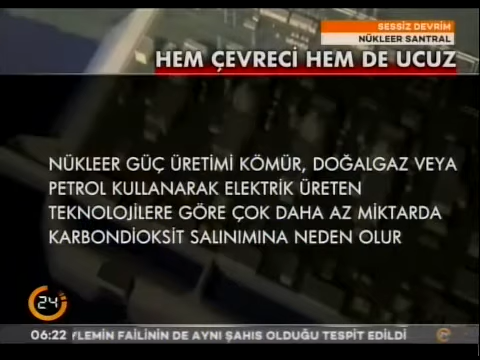 SESSİZ DEVRİM
NÜKLEER SANTRAL
HEM ÇEVRECİ HEM DE UCUZ
NÜKLEER GÜÇ ÜRETİMİ KÖMÜR, DOĞALGAZ VEYA
PETROL KULLANARAK ELEKTRİK ÜRETEN
TEKNOLOJİLERE GÖRE ÇOK DAHA AZ MİKTARDA
KARBONDİOKSİT SALINIMINA NEDEN OLUR
24
06:22 YLEMİN FAİLİNİN DE AYNI ŞAHIS OLDUĞU TESPİT EDİLDİ